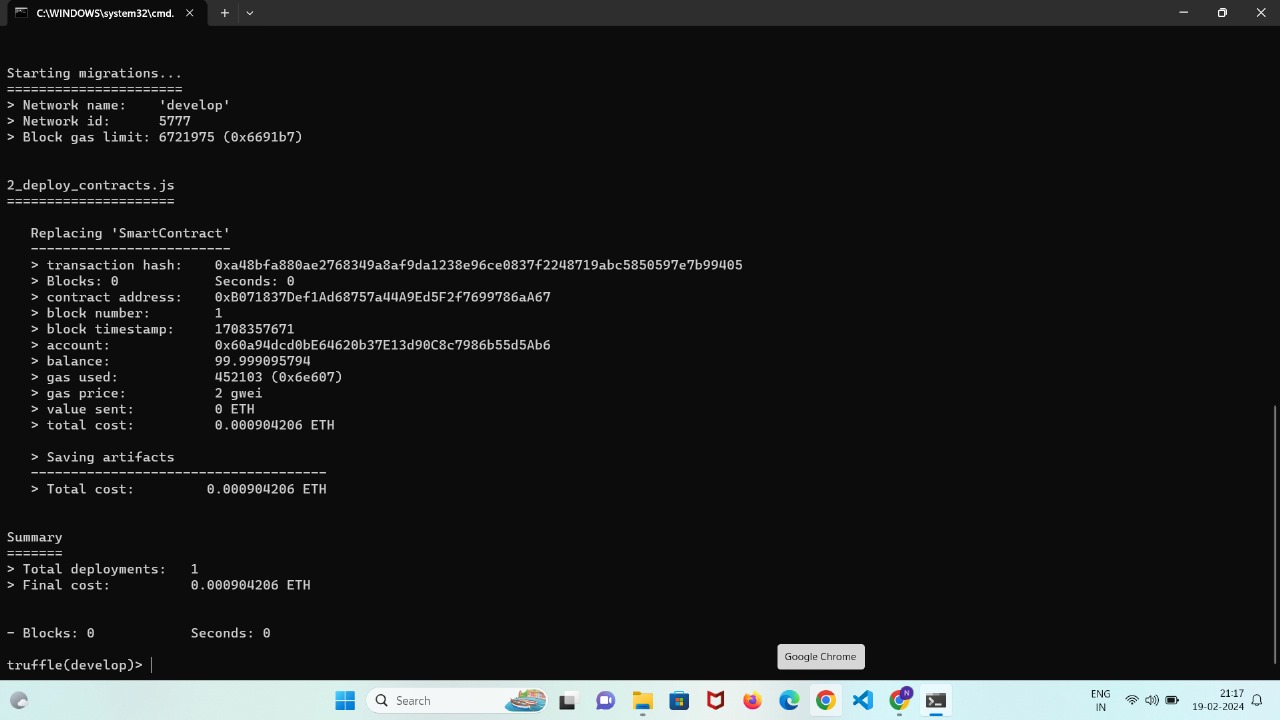 C:\WINDOWS\system32\cmd.
Starting migrations...
======================
> Network name:    'develop'
> Network id:      5777
> Block gas limit: 6721975 (0x6691b7)
2_deploy_contracts.js
=====================
Replacing 'SmartContract'
-------------------------
> transaction hash:    0xa48bfa880ae2768349a8af9da1238e96ce0837f2248719abc5850597e7b99405
> Blocks: 0            Seconds: 0
> contract address:    0xB071837Def1Ad68757a44A9Ed5F2f7699786aA67
> block number:        1
> block timestamp:     1708357671
> account:             0x60a94dcd0bE64620b37E13d90C8c7986b55d5Ab6
> balance:             99.999095794
> gas used:            452103 (0x6e607)
> gas price:           2 gwei
> value sent:          0 ETH
> total cost:          0.000904206 ETH
> Saving artifacts
-------------------------------------
> Total cost:         0.000904206 ETH
Summary
=======
> Total deployments:   1
> Final cost:          0.000904206 ETH
- Blocks: 0            Seconds: 0
truffle(develop)>
Google Chrome
Search
N
ENG
IN
21:17
19-02-2024